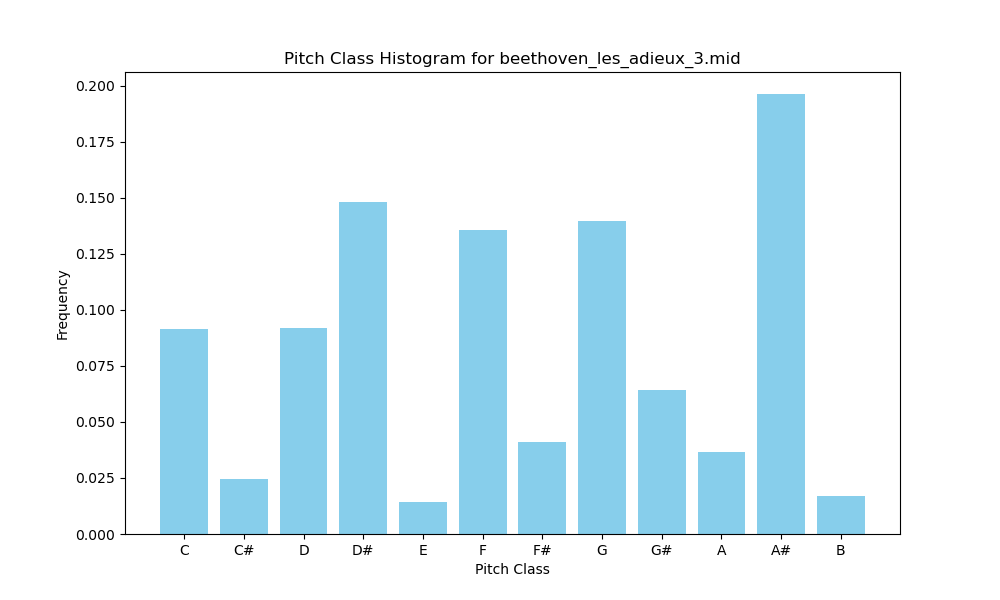 Pitch Class Histogram for beethoven_les_adieux_3.mid
0.200
0.175
0.150
0.125
0.100
0.075
0.050
0.025
0.000
Frequency
C C# D D# E F F# G G# A A# B
Pitch Class